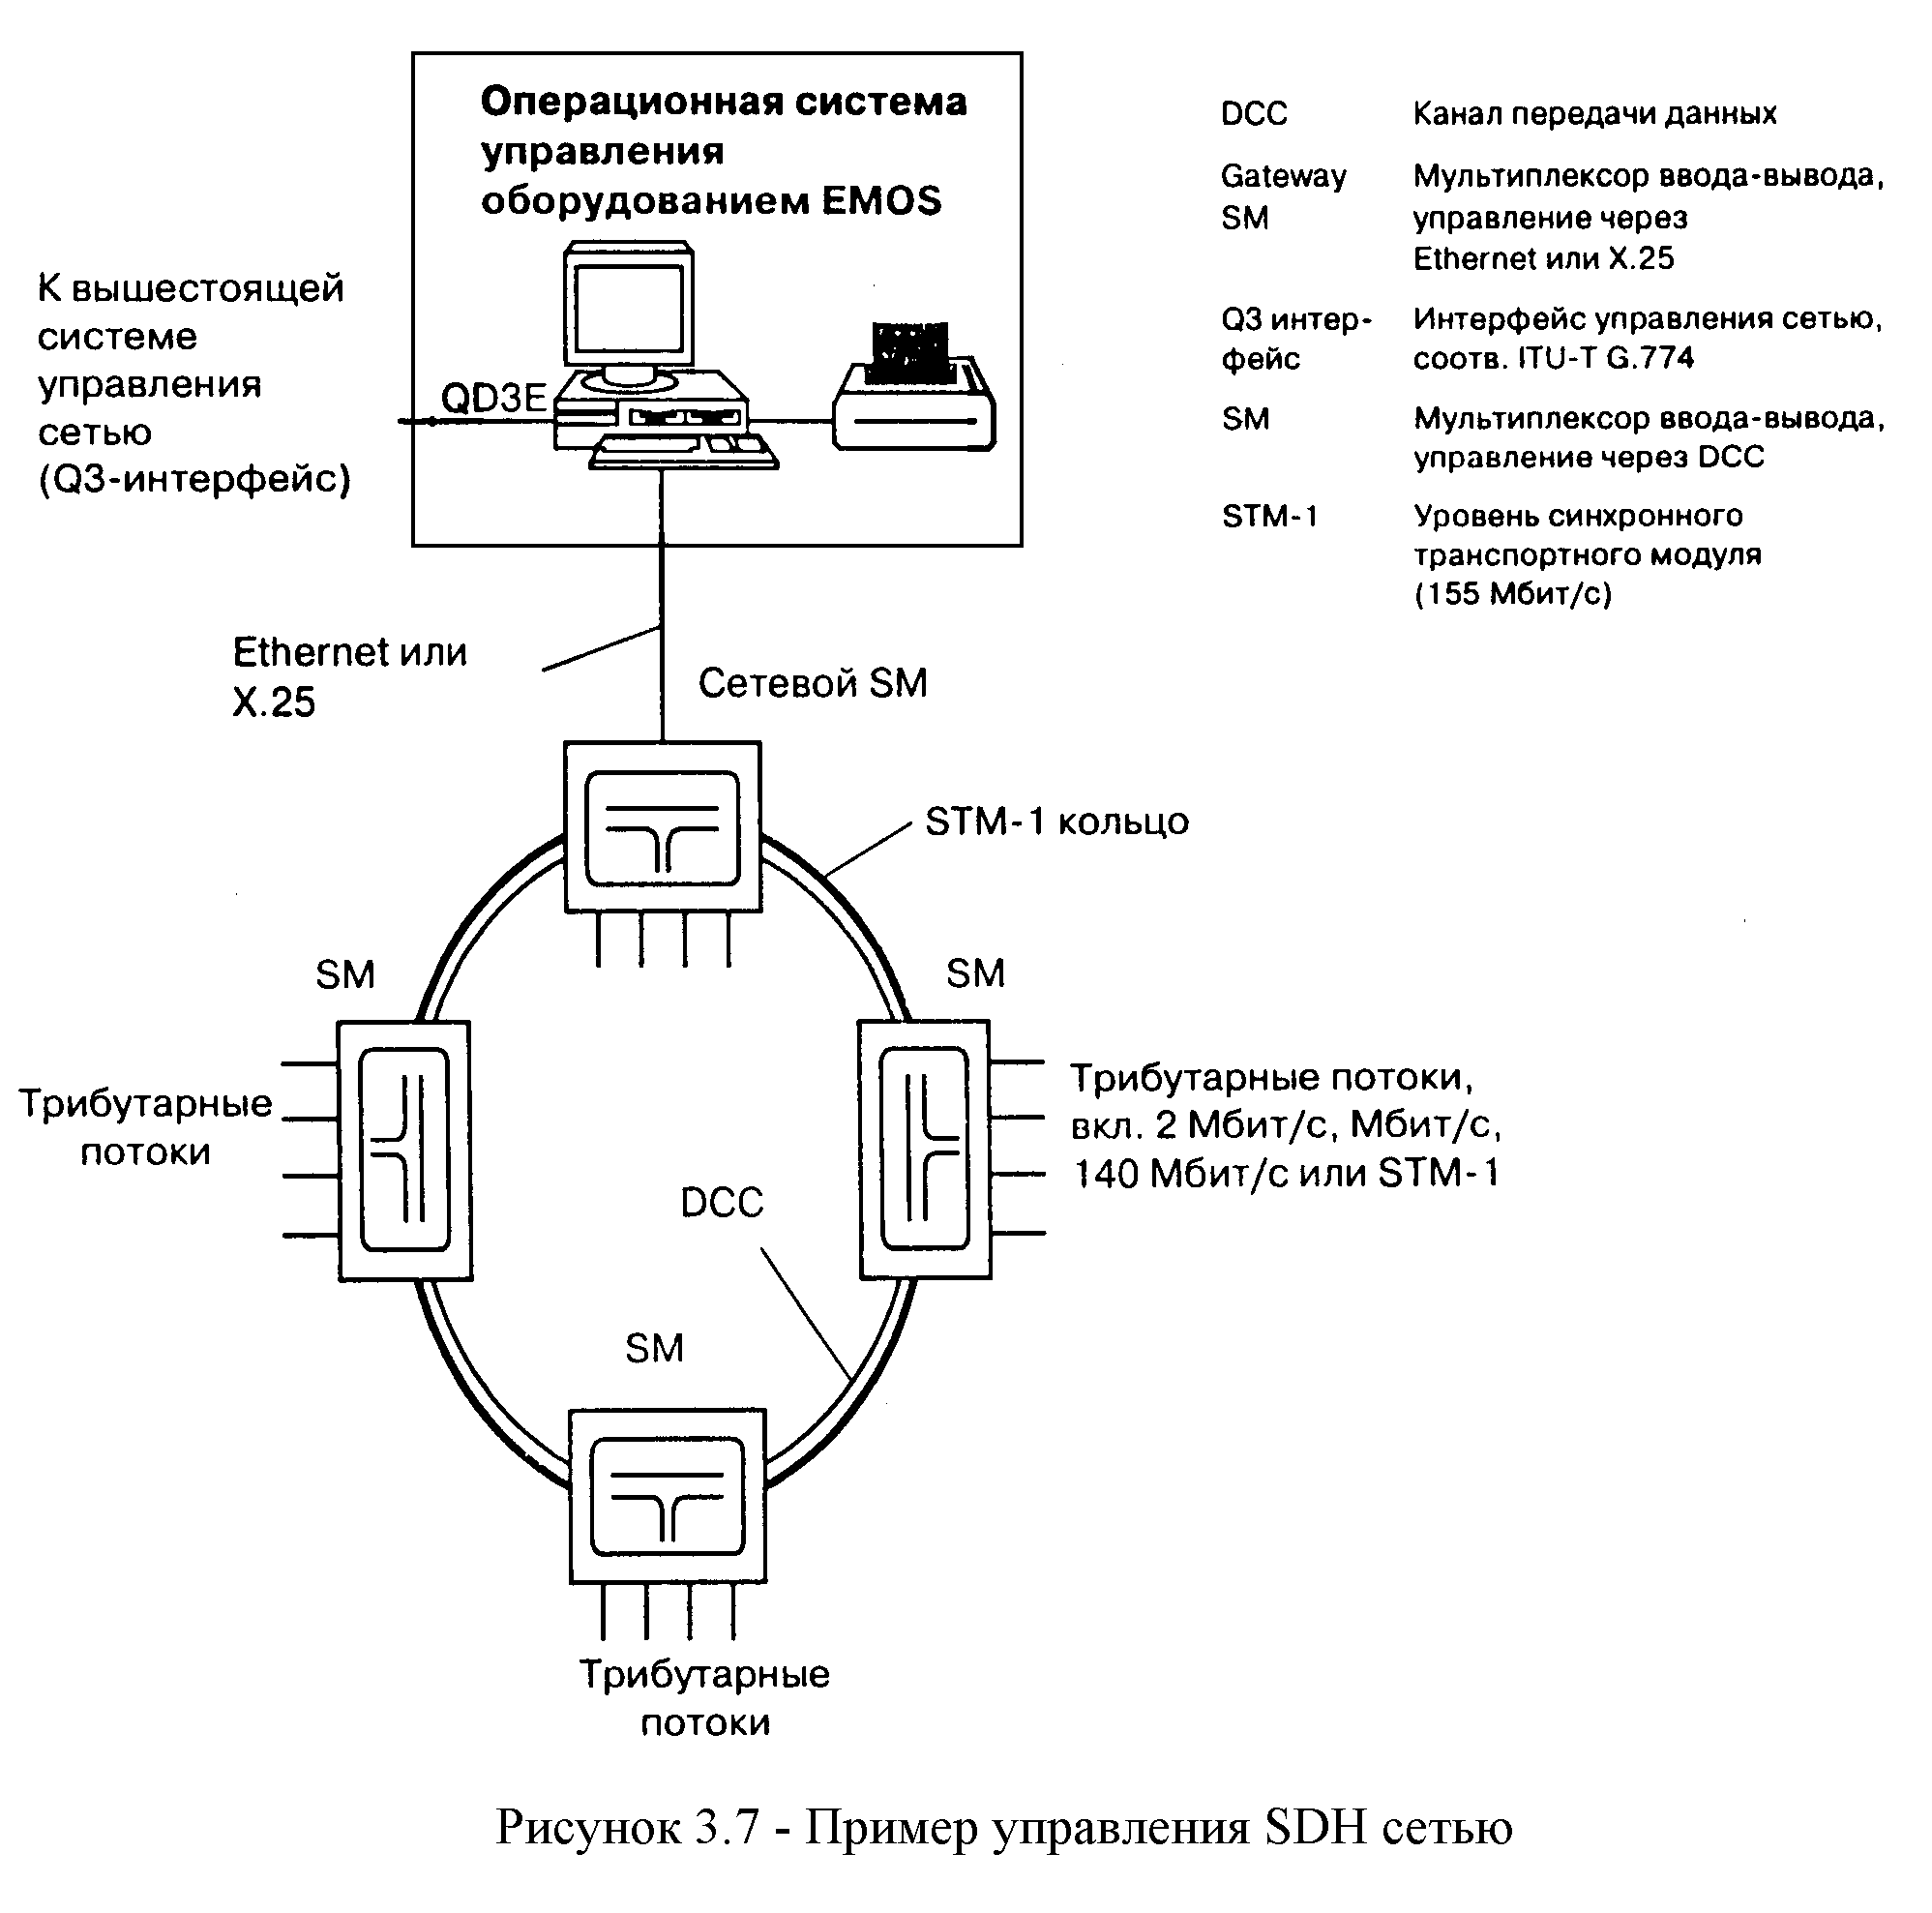 Операционная система
управления
оборудованием EMOS
К вышестоящей
системе
управления
сетью
(Q3-интерфейс)
QD3E
DCC Канал передачи данных
Gateway Мультиплексор ввода-вывода,
SM управление через
Ethernet или X.25
Q3 интер- Интерфейс управления сетью,
фейс соотв. ITU-T G.774
SM Мультиплексор ввода-вывода,
управление через DCC
STM-1 Уровень синхронного
транспортного модуля
(155 Мбит/с)
Ethernet или
X.25
Сетевой SM
STM-1 кольцо
SM
SM
Трибутарные
потоки
Трибутарные потоки,
вкл. 2 Мбит/с, Мбит/с,
140 Мбит/с или STM-1
DCC
SM
Трибутарные
потоки
Рисунок 3.7 - Пример управления SDH сетью